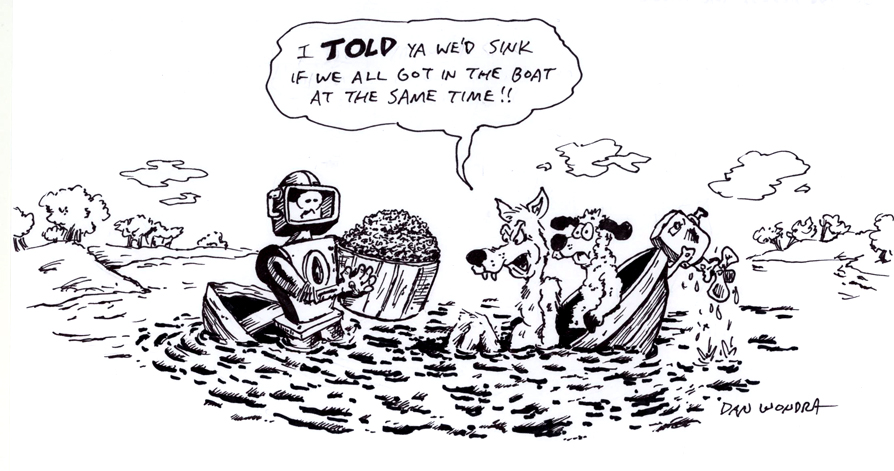 I TOLD YA WE'D SINK
IF WE ALL GOT IN THE BOAT
AT THE SAME TIME!!
DAN WONDRA